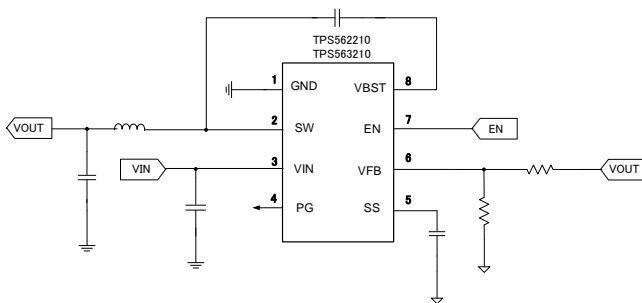 TPS562210
TPS563210
1
GND
VBST
8
VOUT
2
SW
EN
7
EN
VIN
3
VIN
VFB
6
VOUT
4
PG
SS
5